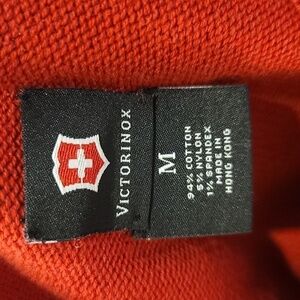 VICTORINOX
M
94% COTTON
5% NYLON
1% SPANDEX
MADE IN
HONG KONG